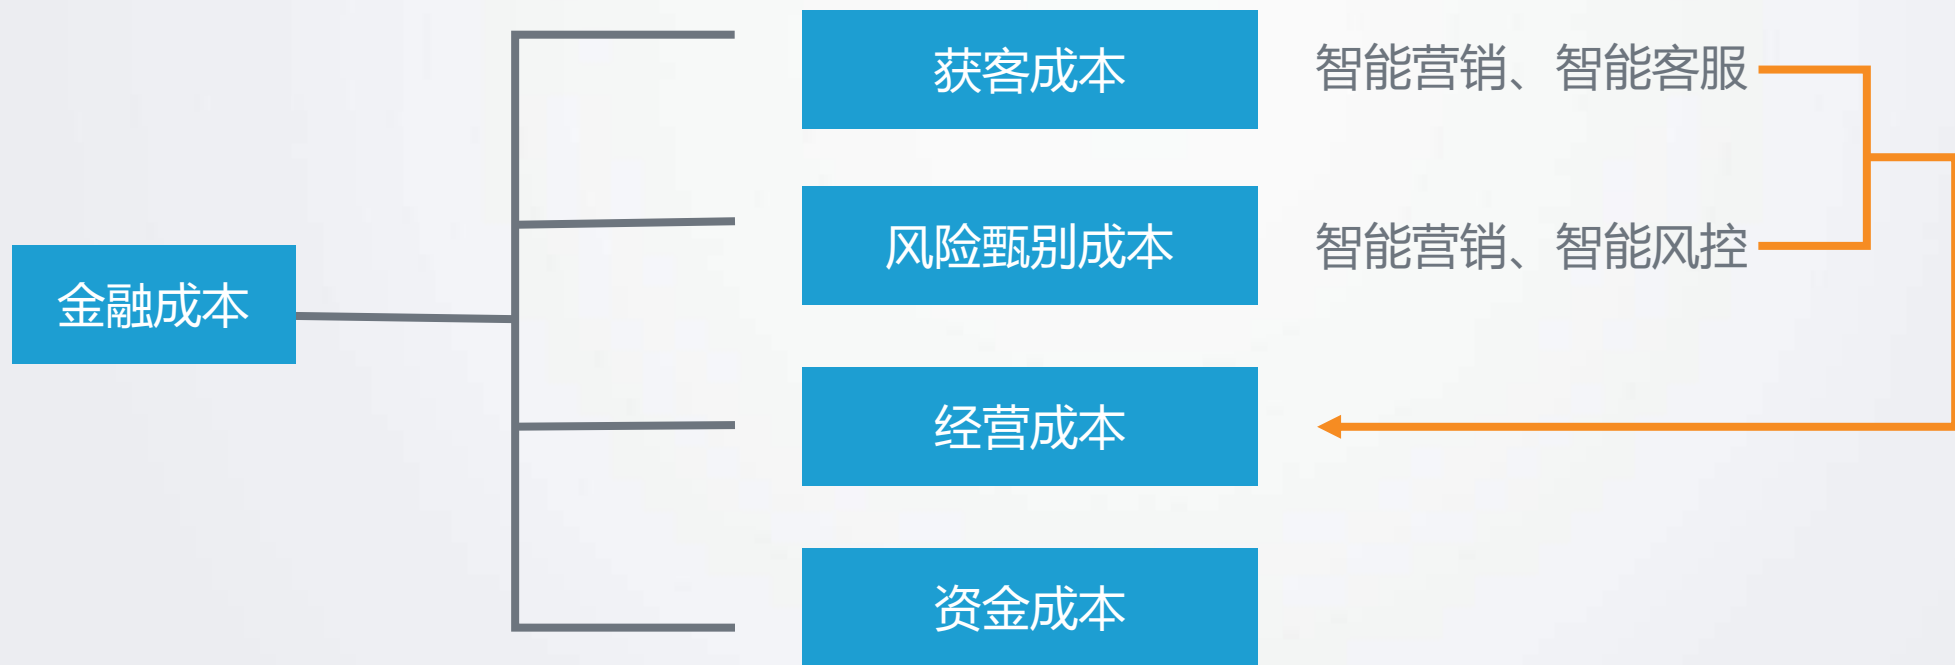 金融成本
获客成本
智能营销、智能客服
风险甄别成本
智能营销、智能风控
经营成本
资金成本